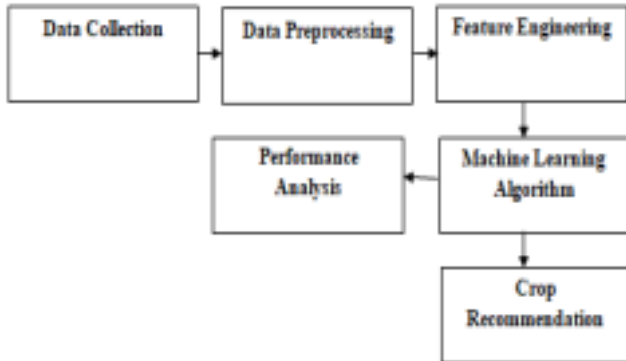 Data Collection
Data Preprocessing
Feature Engineering
Performance
Analysis
Machine Learning
Algorithm
Crop
Recommendation